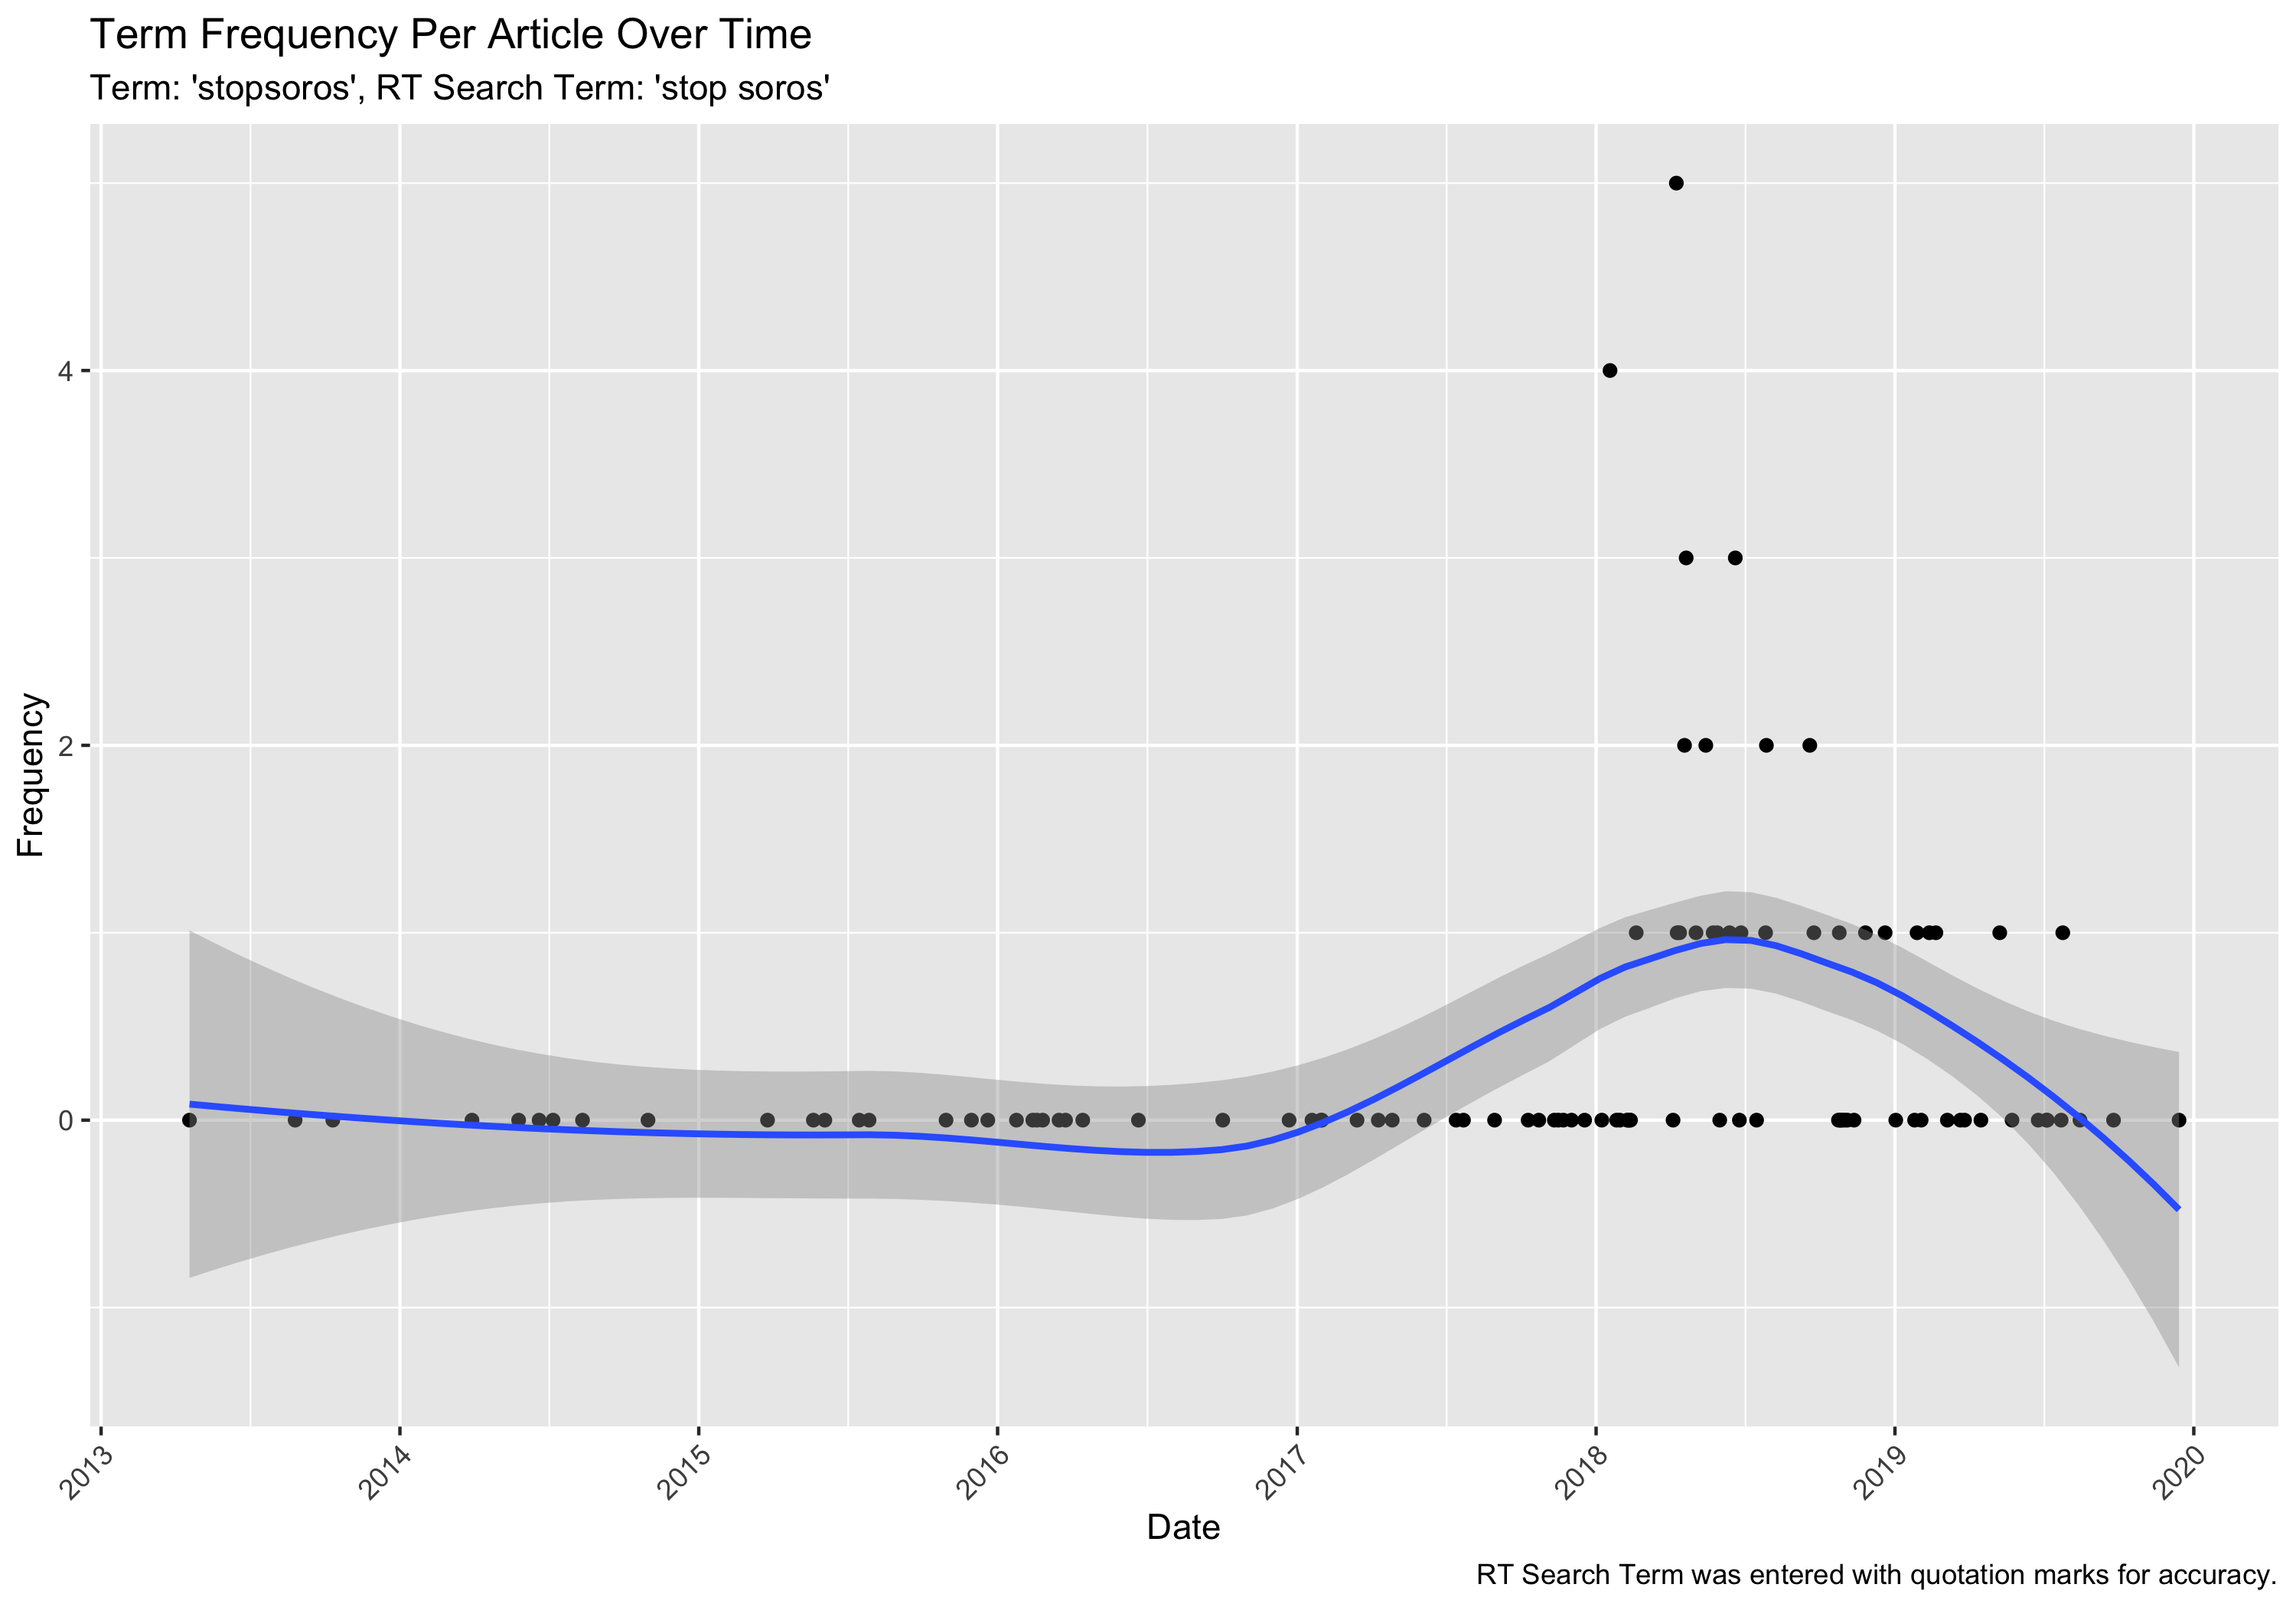 Term Frequency Per Article Over Time
Term: 'stopsoros', RT Search Term: 'stop soros'
4
2
0
Frequency
2013
2014
2015
2016
2017
2018
2019
2020
Date
RT Search Term was entered with quotation marks for accuracy.